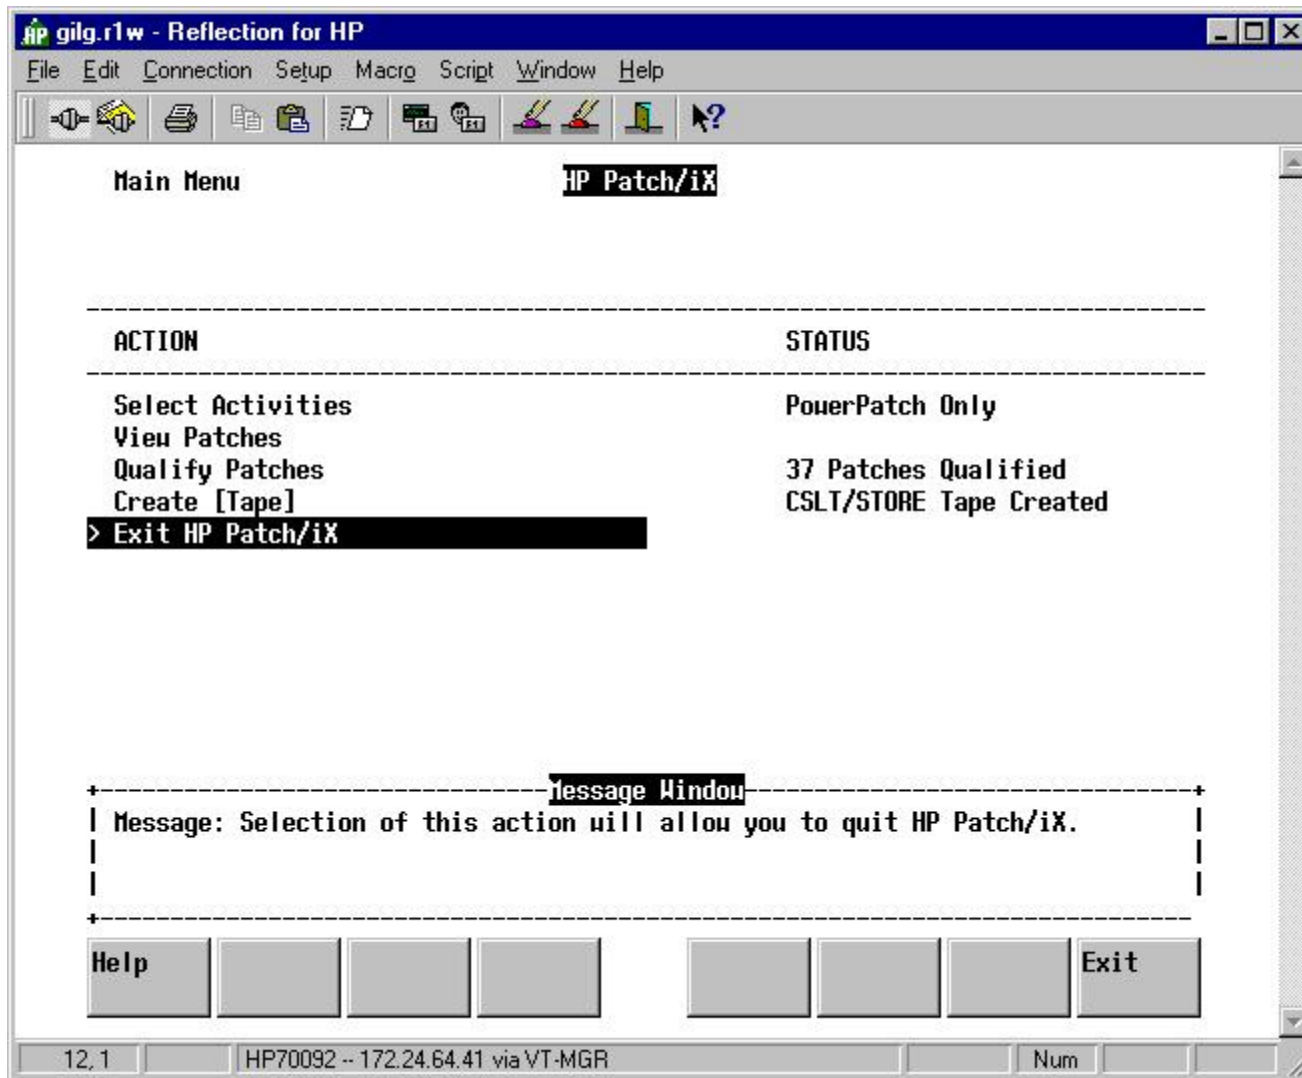 gilg.r1w - Reflection for HP
File Edit Connection Setup Macro Script Window Help
Main Menu HP Patch/iX
ACTION STATUS
Select Activities PowerPatch Only
View Patches
Qualify Patches 37 Patches Qualified
Create [Tape] CSLT/STORE Tape Created
> Exit HP Patch/iX
Message Window
Message: Selection of this action will allow you to quit HP Patch/iX.
Help Exit
12, 1 HP70092 -- 172.24.64.41 via VT-MGR Num